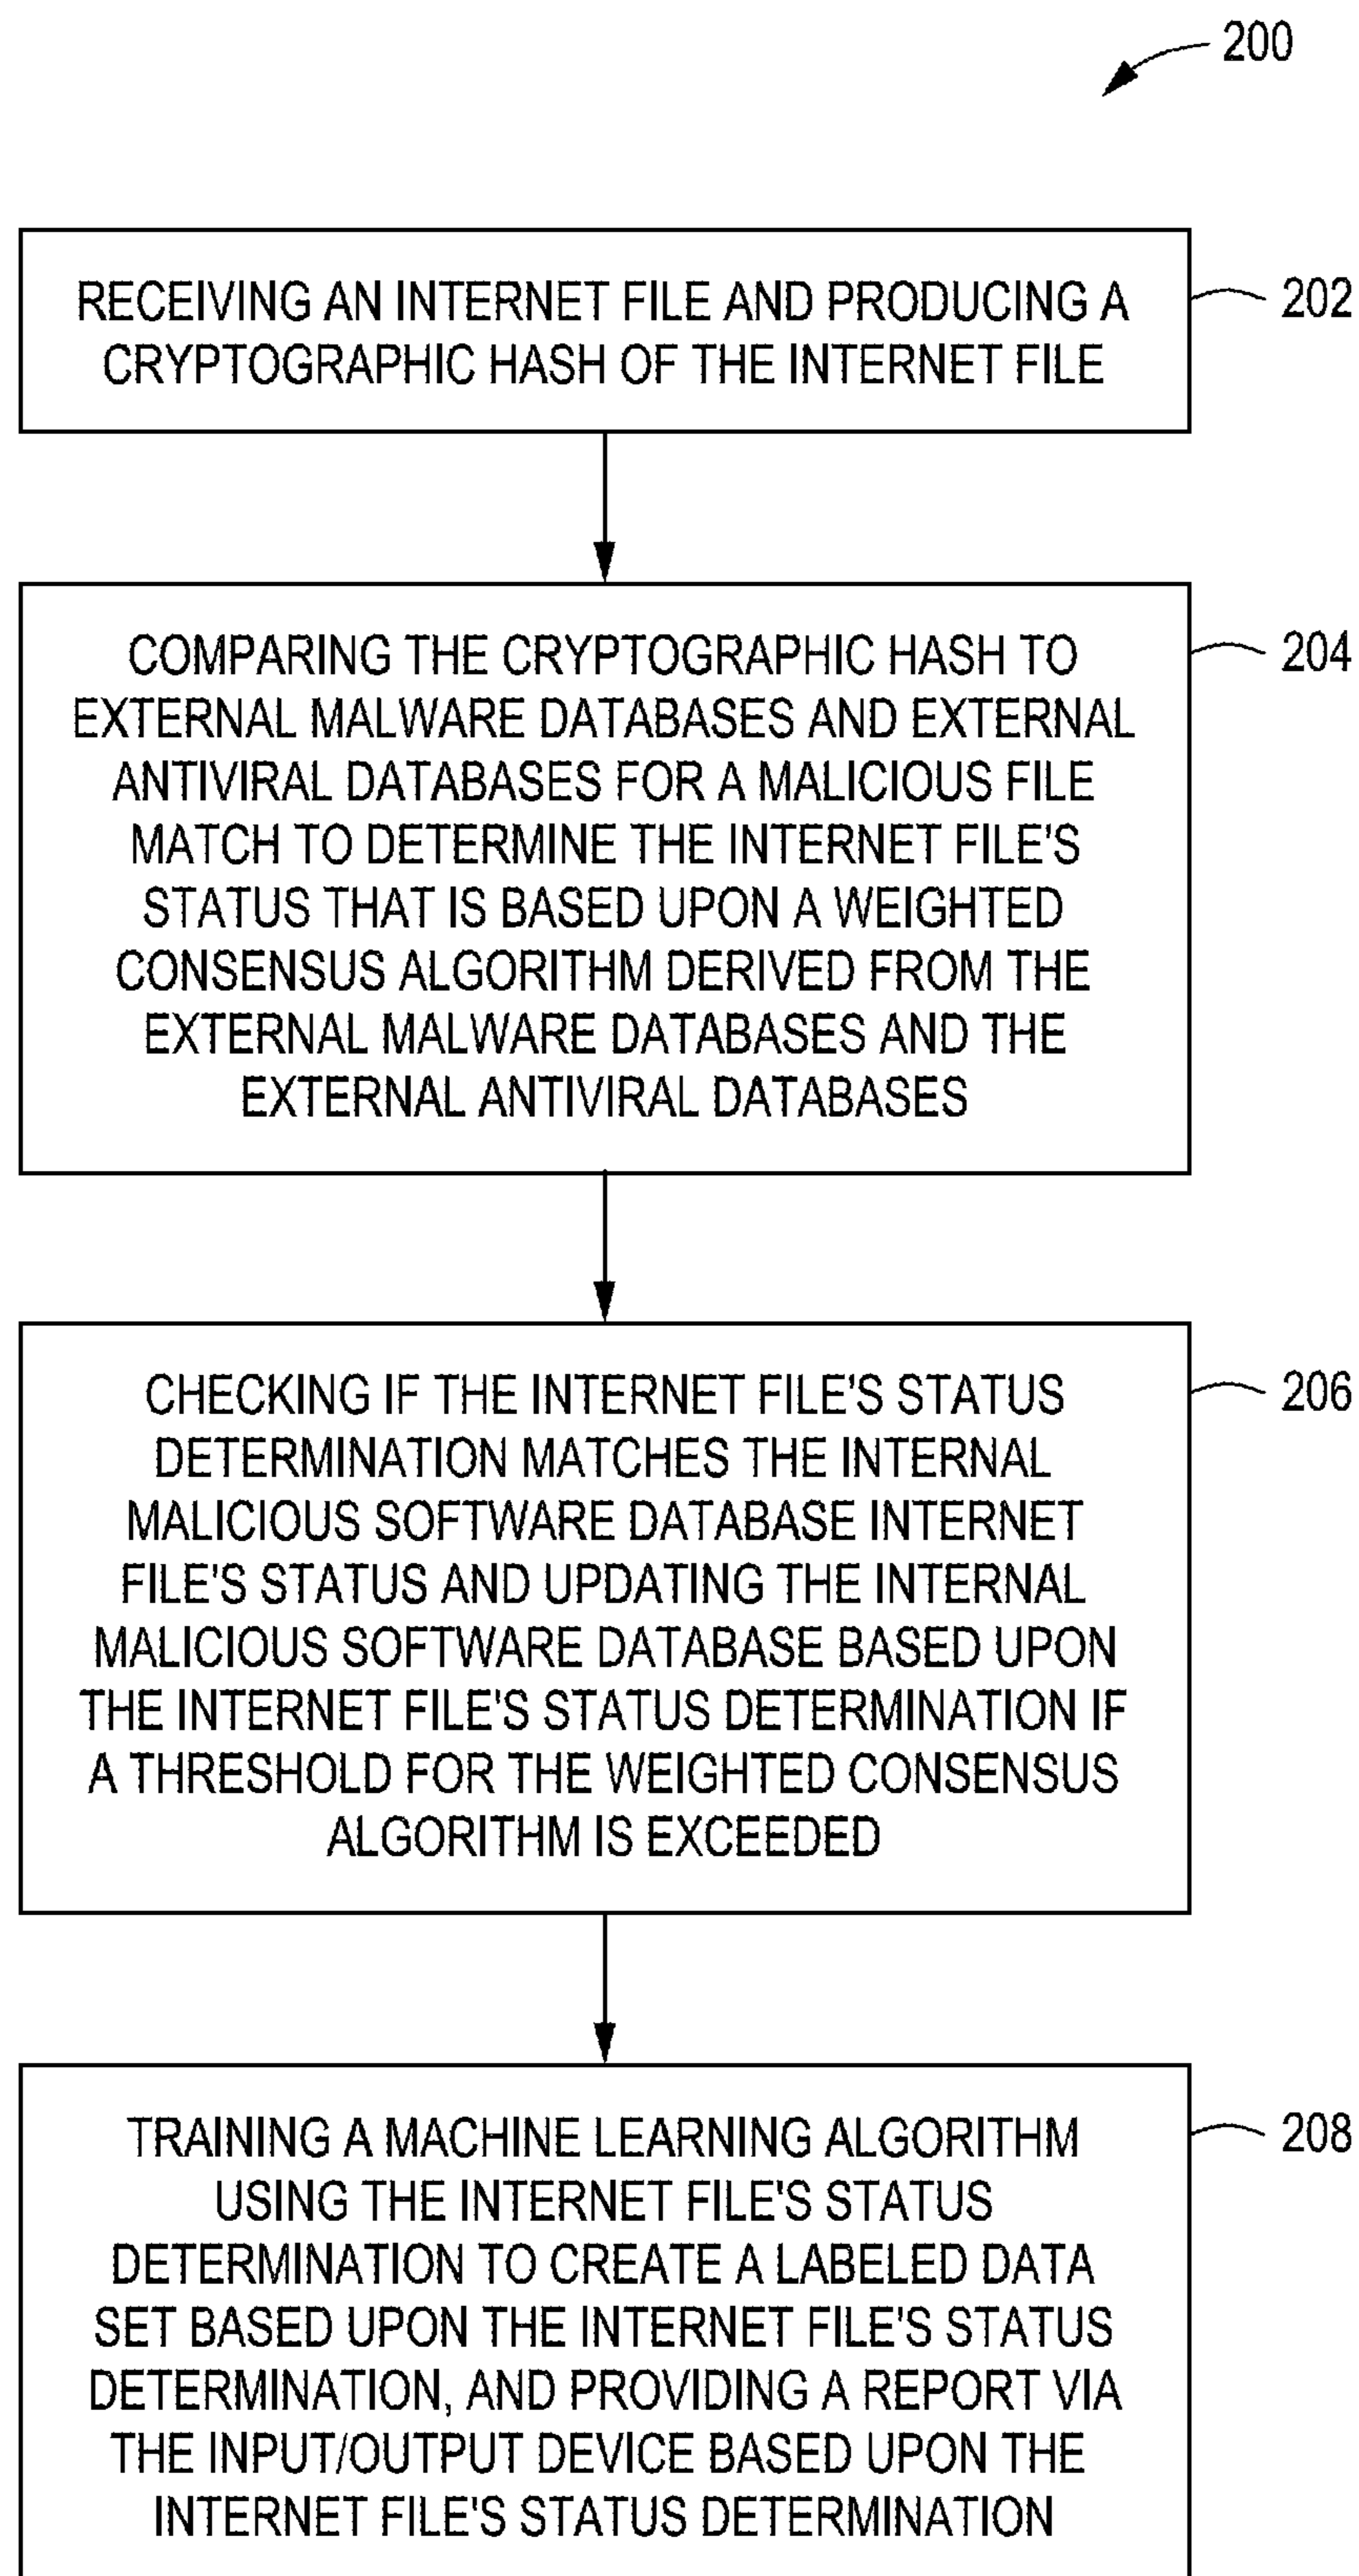 200
RECEIVING AN INTERNET FILE AND PRODUCING A
CRYPTOGRAPHIC HASH OF THE INTERNET FILE
202
COMPARING THE CRYPTOGRAPHIC HASH TO
EXTERNAL MALWARE DATABASES AND EXTERNAL
ANTIVIRAL DATABASES FOR A MALICIOUS FILE
MATCH TO DETERMINE THE INTERNET FILE'S
STATUS THAT IS BASED UPON A WEIGHTED
CONSENSUS ALGORITHM DERIVED FROM THE
EXTERNAL MALWARE DATABASES AND THE
EXTERNAL ANTIVIRAL DATABASES
204
CHECKING IF THE INTERNET FILE'S STATUS
DETERMINATION MATCHES THE INTERNAL
MALICIOUS SOFTWARE DATABASE INTERNET
FILE'S STATUS AND UPDATING THE INTERNAL
MALICIOUS SOFTWARE DATABASE BASED UPON
THE INTERNET FILE'S STATUS DETERMINATION IF
A THRESHOLD FOR THE WEIGHTED CONSENSUS
ALGORITHM IS EXCEEDED
206
TRAINING A MACHINE LEARNING ALGORITHM
USING THE INTERNET FILE'S STATUS
DETERMINATION TO CREATE A LABELED DATA
SET BASED UPON THE INTERNET FILE'S STATUS
DETERMINATION, AND PROVIDING A REPORT VIA
THE INPUT/OUTPUT DEVICE BASED UPON THE
INTERNET FILE'S STATUS DETERMINATION
208